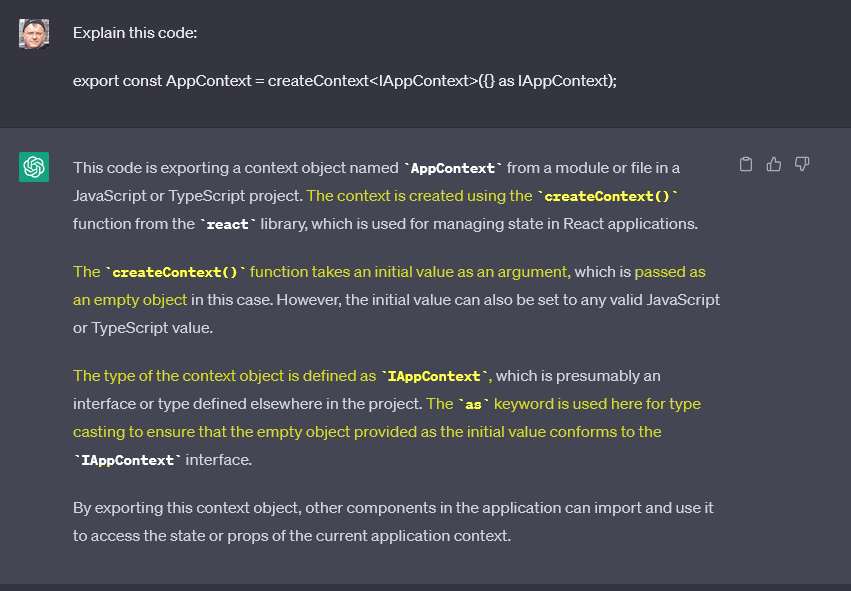 Explain this code:
export const AppContext = createContext<IAppContext>({} as IAppContext);
This code is exporting a context object named `AppContext` from a module or file in a
JavaScript or TypeScript project. The context is created using the `createContext()`
function from the `react` library, which is used for managing state in React applications.
The `createContext()` function takes an initial value as an argument, which is passed as
an empty object in this case. However, the initial value can also be set to any valid JavaScript
or TypeScript value.
The type of the context object is defined as `IAppContext`, which is presumably an
interface or type defined elsewhere in the project. The `as` keyword is used here for type
casting to ensure that the empty object provided as the initial value conforms to the
`IAppContext` interface.
By exporting this context object, other components in the application can import and use it
to access the state or props of the current application context.